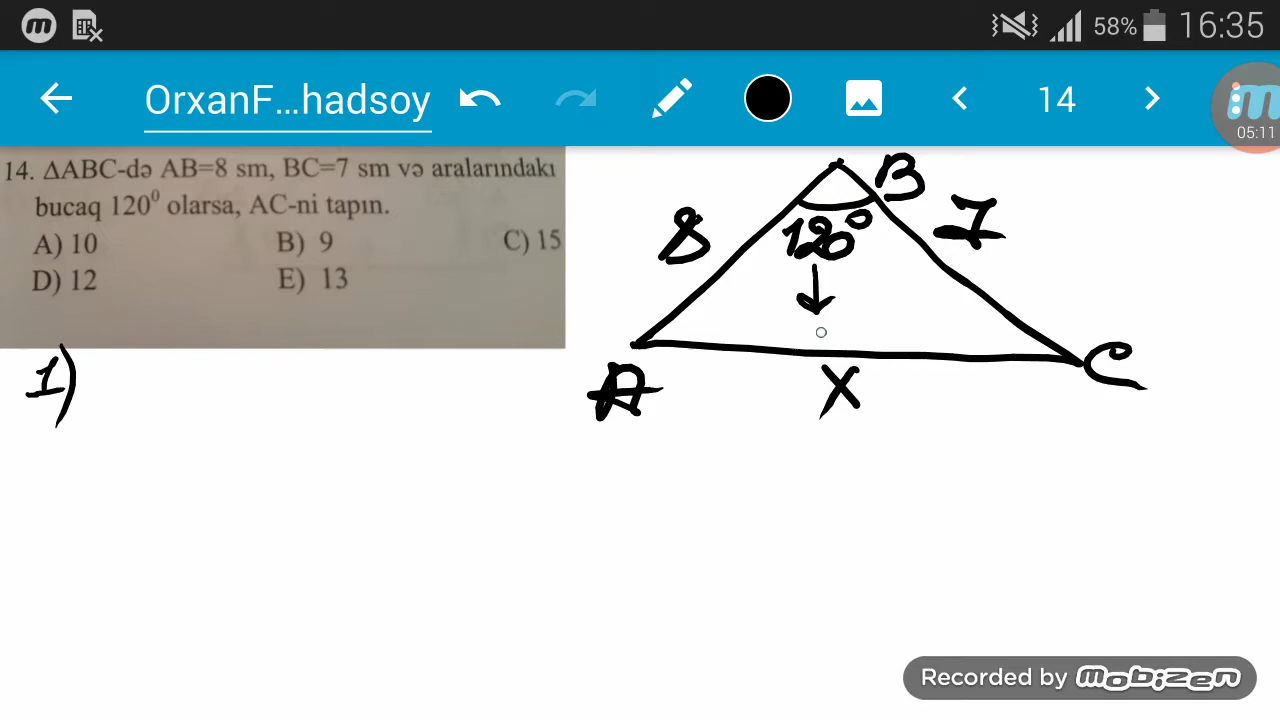 58% 16:35
OrxanF...hadsoy 14
05:11
14. ΔABC-də AB=8 sm, BC=7 sm və aralarındakı
bucaq 120⁰ olarsa, AC-ni tapın.
A) 10 B) 9 C) 15
D) 12 E) 13
B
8 120⁰ 7
A X C
1)
Recorded by mobizen